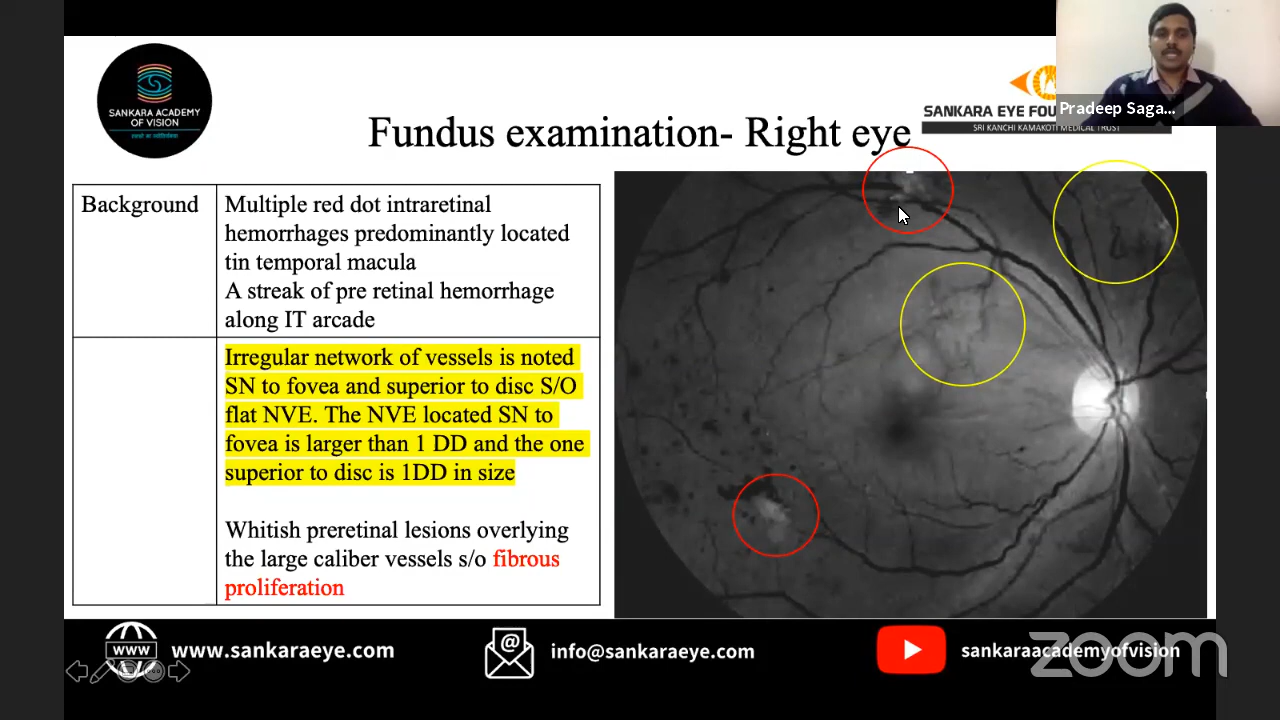 SANKARA ACADEMY
OF VISION
SANKARA EYE FOU
SRI KANCHI KAMAKOTI MEDICAL TRUST
Pradeep Saga...
Fundus examination- Right eye
Background
Multiple red dot intraretinal
hemorrhages predominantly located
tin temporal macula
A streak of pre retinal hemorrhage
along IT arcade
Irregular network of vessels is noted
SN to fovea and superior to disc S/O
flat NVE. The NVE located SN to
fovea is larger than 1 DD and the one
superior to disc is 1DD in size
Whitish preretinal lesions overlying
the large caliber vessels s/o fibrous
proliferation
WWW
www.sankaraeye.com
@
info@sankaraeye.com
sankaraacademyofvision
zoom